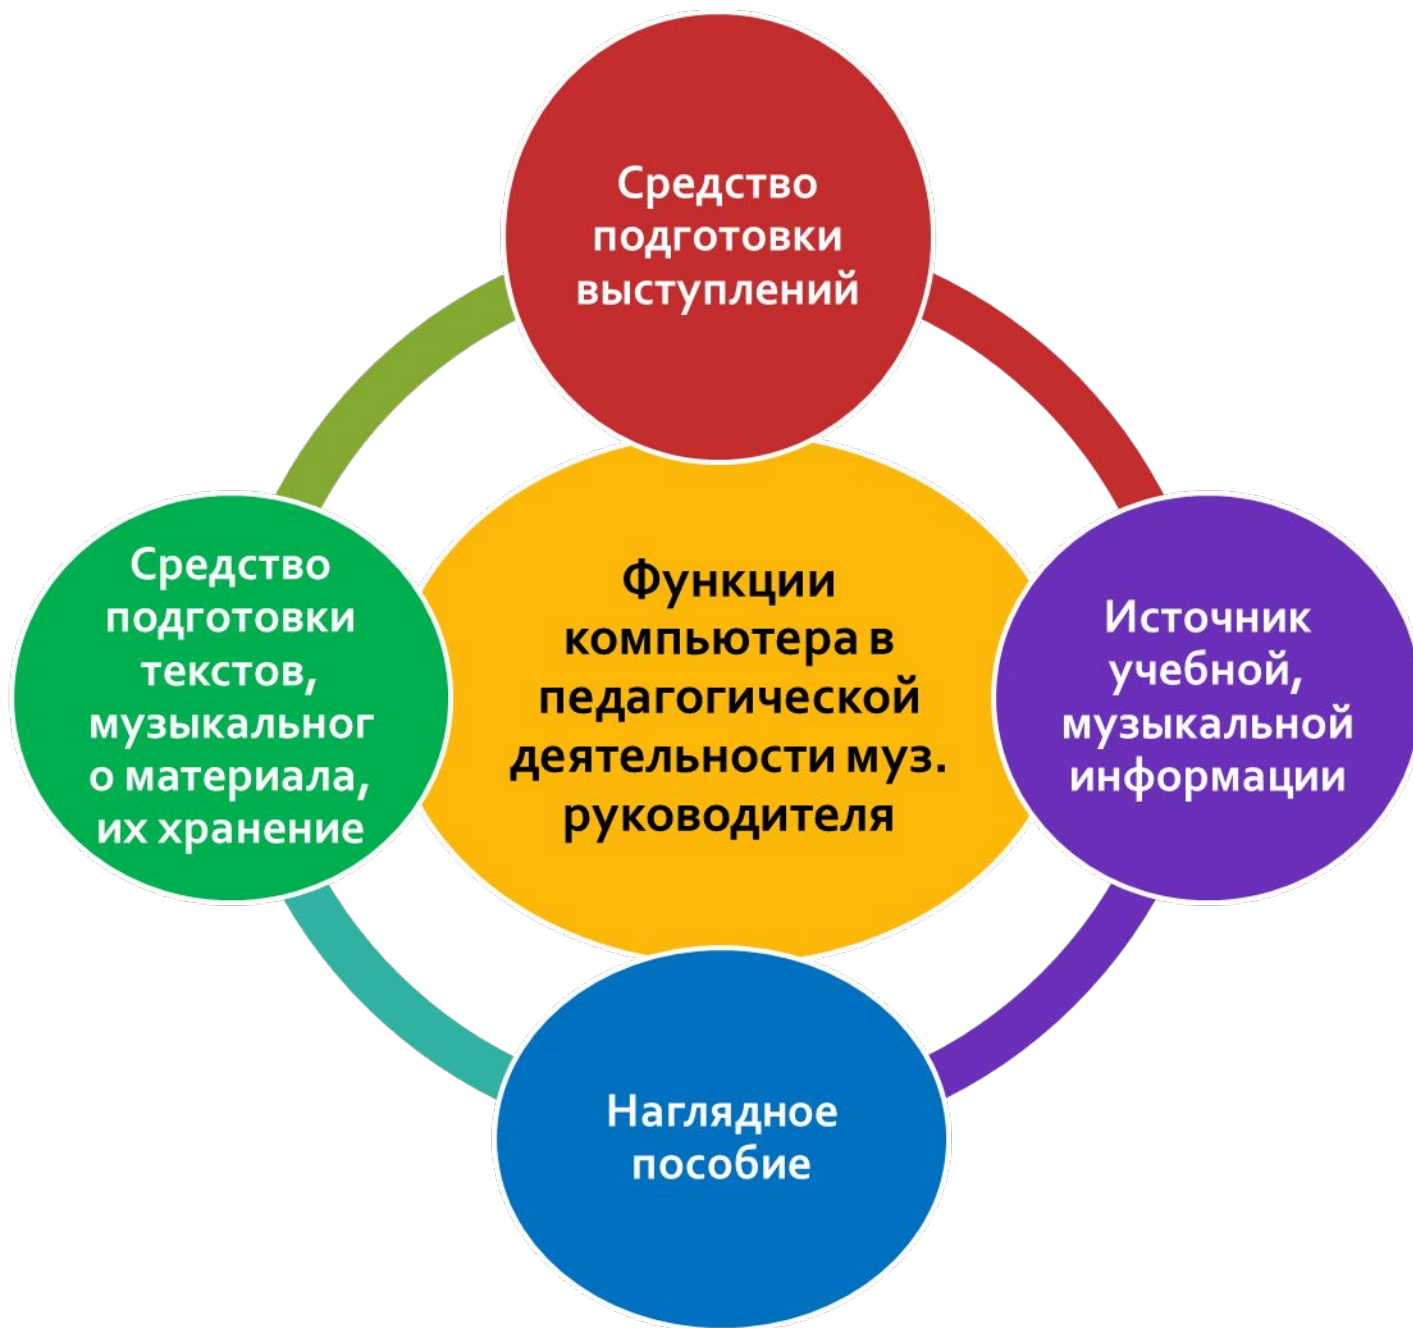 Средство
подготовки
выступлений
Средство
подготовки
текстов,
музыкальног
о материала,
их хранение
Функции
компьютера в
педагогической
деятельности муз.
руководителя
Источник
учебной,
музыкальной
информации
Наглядное
пособие